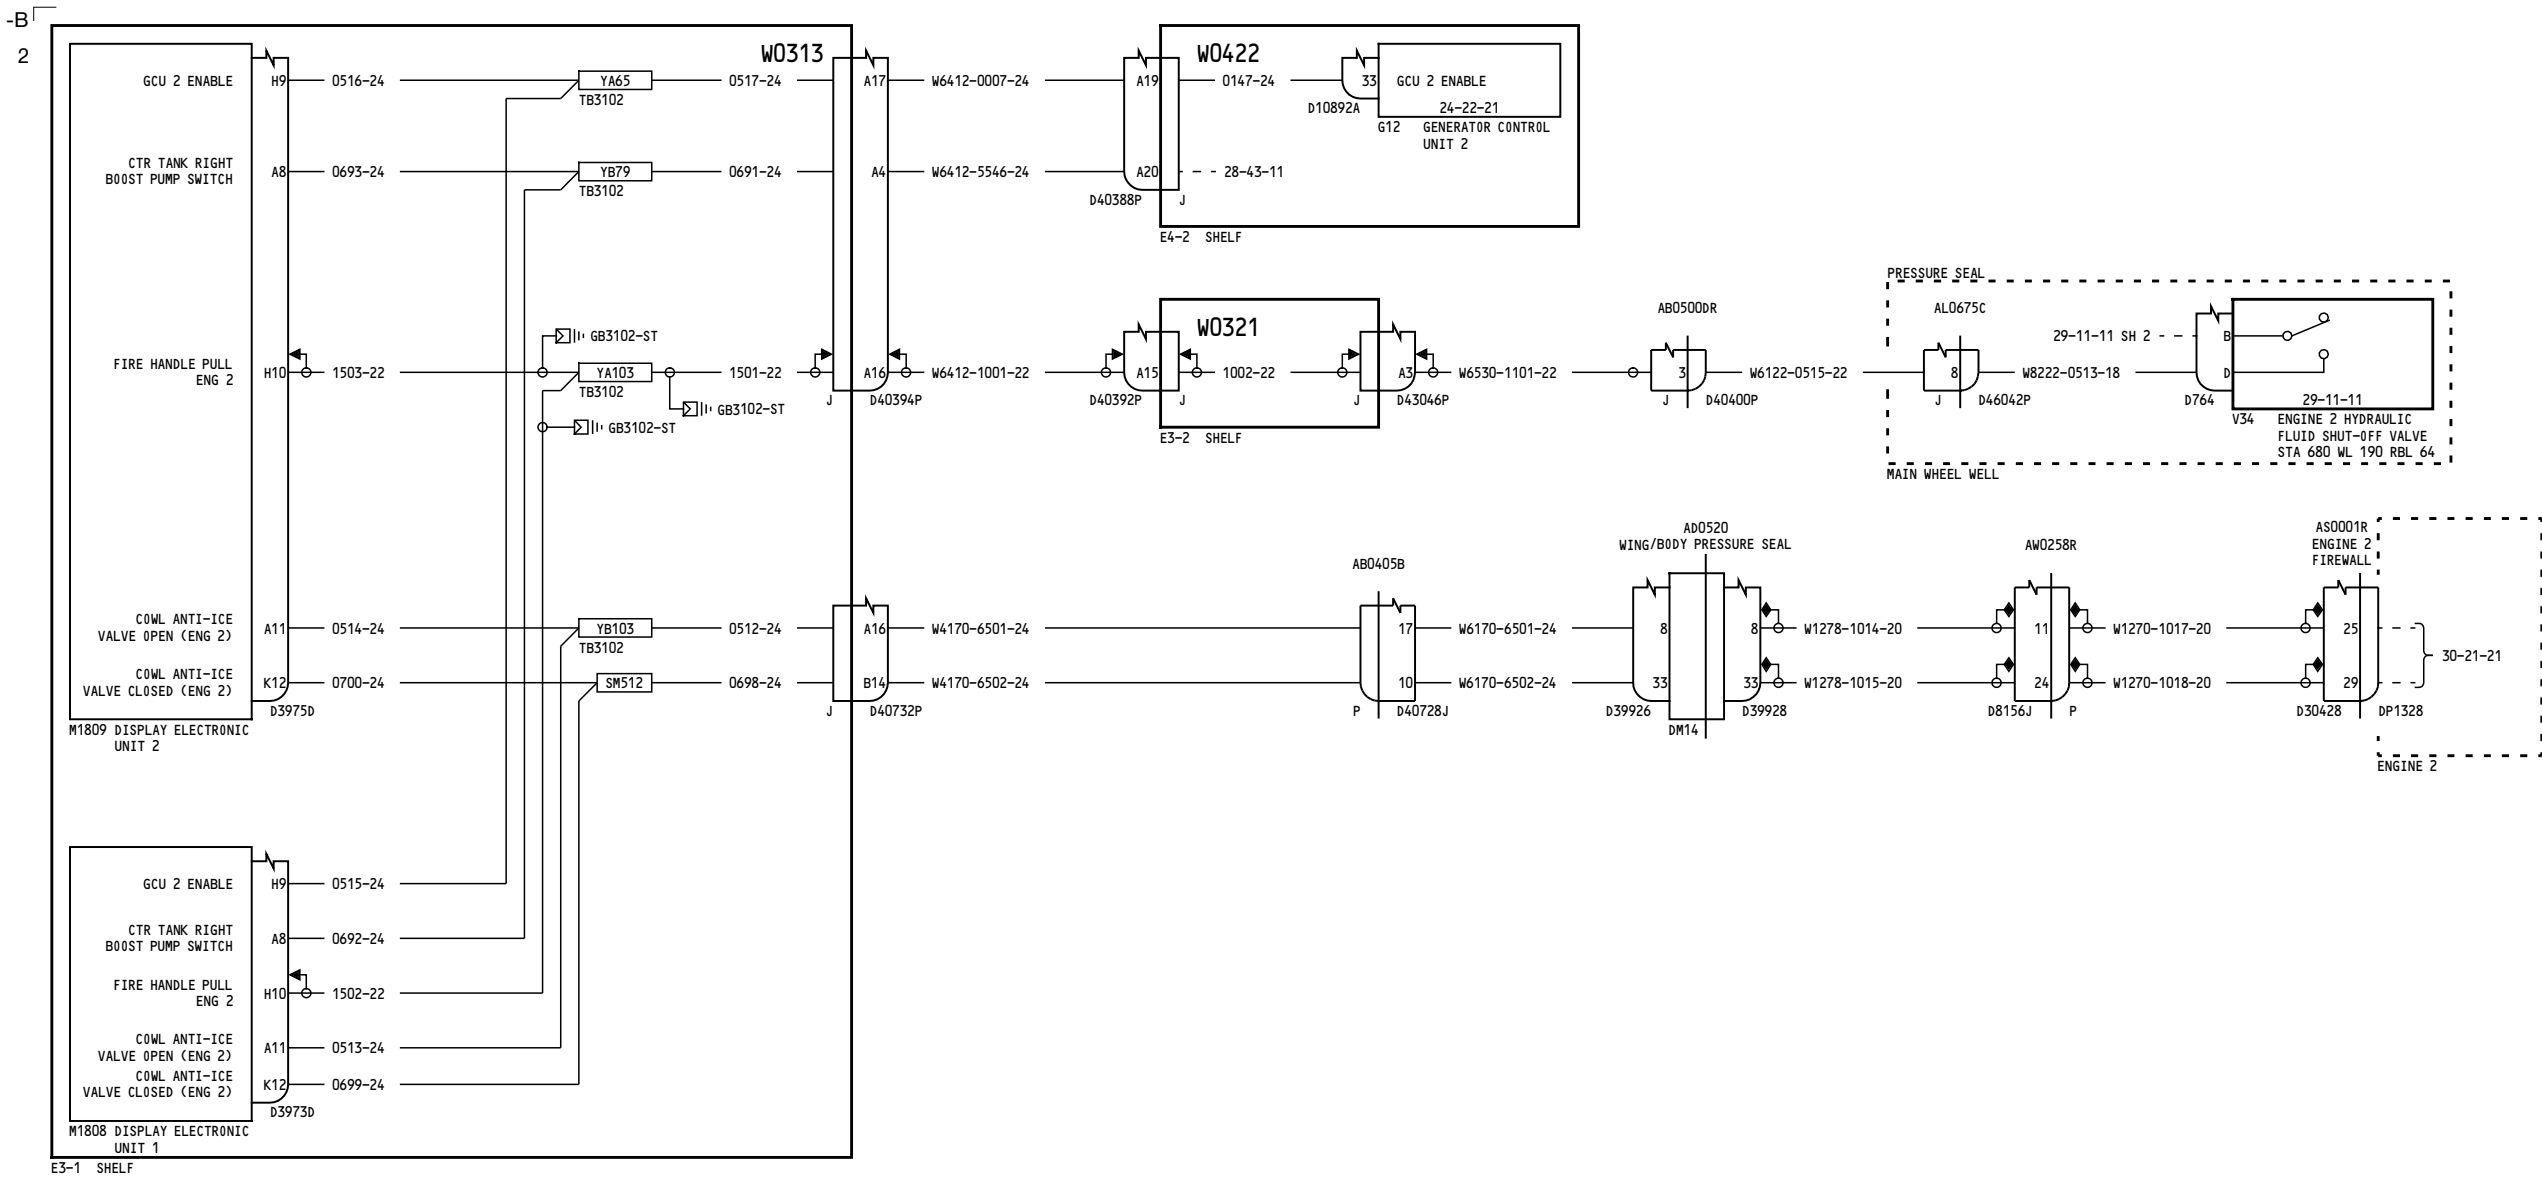 -B
2
W0313
W0422
GCU 2 ENABLE H9 0516-24 YA65 0517-24 A17 W6412-0007-24 A19 0147-24 33 GCU 2 ENABLE
TB3102
D10892A
24-22-21
G12 GENERATOR CONTROL
UNIT 2
CTR TANK RIGHT
BOOST PUMP SWITCH
A8 0693-24 YB79 0691-24 A4 W6412-5546-24 A20 28-43-11
TB3102
D40388P J
E4-2 SHELF
PRESSURE SEAL
W0321
AB0500DR
AL0675C
GB3102-ST
29-11-11 SH 2 B
FIRE HANDLE PULL
ENG 2
H10 1503-22 YA103 1501-22 A16 W6412-1001-22 A15 1002-22 A3 W6530-1101-22 3 W6122-0515-22 8 W8222-0513-18 D
TB3102
GB3102-ST
GB3102-ST
J D40394P
D40392P J
J D43046P
J D40400P
J D46042P
D764
29-11-11
V34 ENGINE 2 HYDRAULIC
FLUID SHUT-OFF VALVE
STA 680 WL 190 RBL 64
E3-2 SHELF
MAIN WHEEL WELL
AB0405B
AD0520
WING/BODY PRESSURE SEAL
AW0258R
AS0001R
ENGINE 2
FIREWALL
COWL ANTI-ICE
VALVE OPEN (ENG 2)
A11 0514-24 YB103 0512-24 A16 W4170-6501-24 17 W6170-6501-24 8 8 W1278-1014-20 11 W1270-1017-20 25
TB3102
30-21-21
COWL ANTI-ICE
VALVE CLOSED (ENG 2)
K12 0700-24 SM512 0698-24 B14 W4170-6502-24 10 W6170-6502-24 33 33 W1278-1015-20 24 W1270-1018-20 29
D3975D
J D40732P
P D40728J
D39926
DM14
D39928
D8156J P
D30428 DP1328
M1809 DISPLAY ELECTRONIC
UNIT 2
ENGINE 2
GCU 2 ENABLE H9 0515-24
CTR TANK RIGHT
BOOST PUMP SWITCH
A8 0692-24
FIRE HANDLE PULL
ENG 2
H10 1502-22
COWL ANTI-ICE
VALVE OPEN (ENG 2)
A11 0513-24
COWL ANTI-ICE
VALVE CLOSED (ENG 2)
K12 0699-24
D3973D
M1808 DISPLAY ELECTRONIC
UNIT 1
E3-1 SHELF